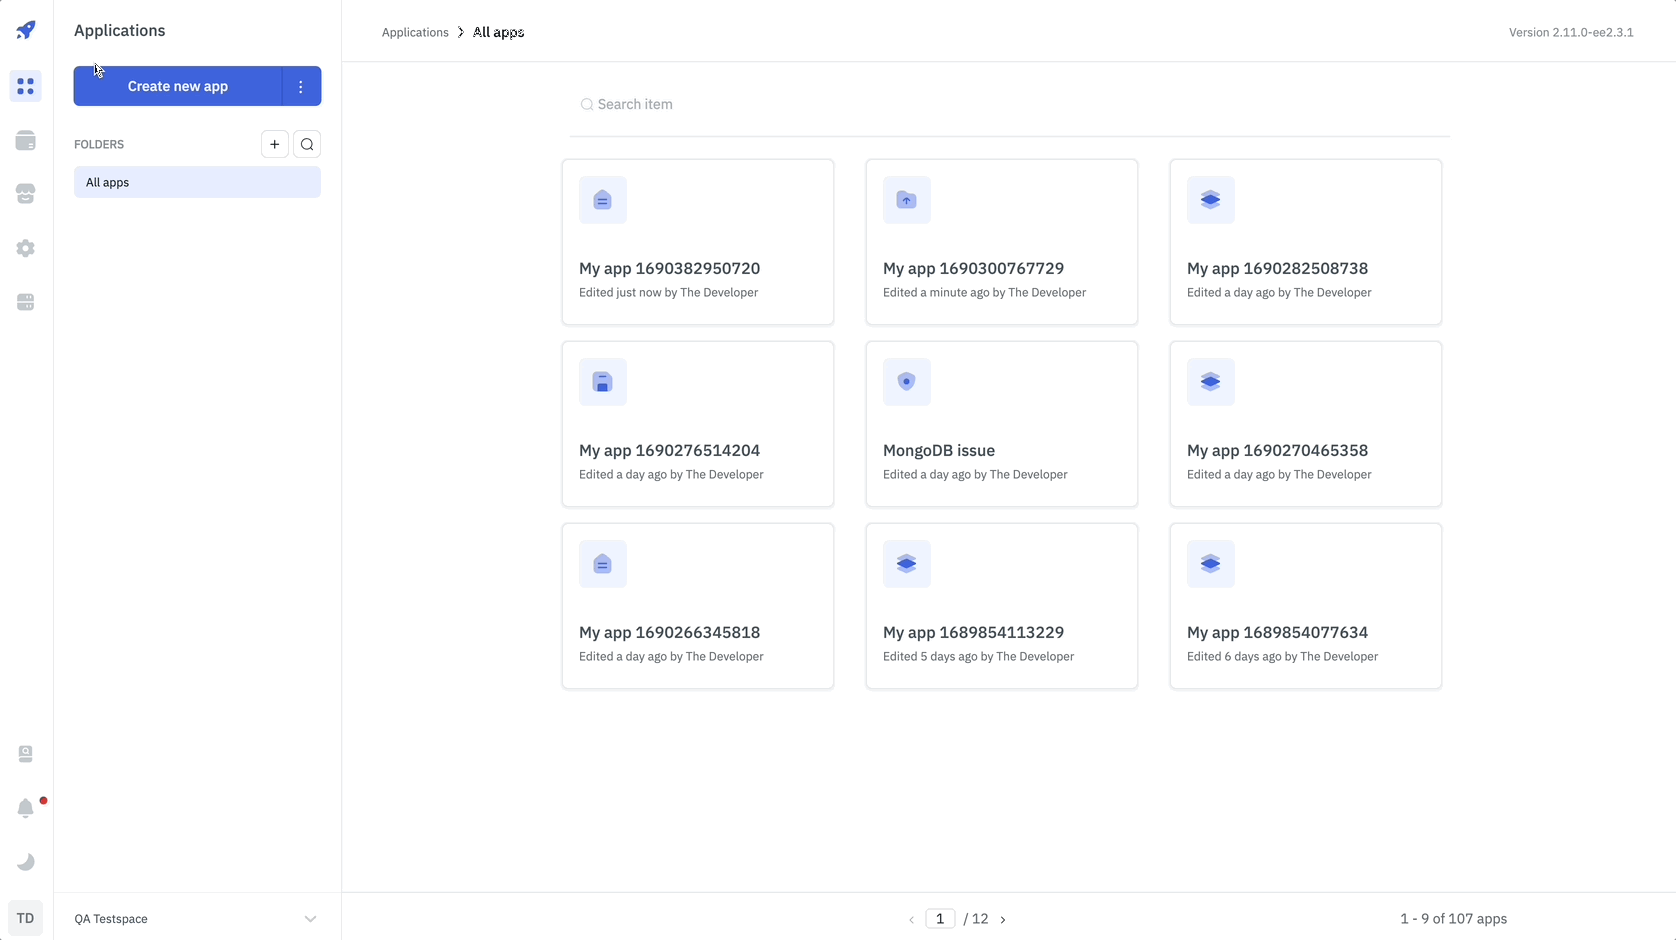 Applications
Create new app
FOLDERS
All apps
QA Testspace
TD
Applications > All apps
Version 2.11.0-ee2.3.1
Search item
My app 1690382950720
Edited just now by The Developer
My app 1690300767729
Edited a minute ago by The Developer
My app 1690282508738
Edited a day ago by The Developer
My app 1690276514204
Edited a day ago by The Developer
MongoDB issue
Edited a day ago by The Developer
My app 1690270465358
Edited a day ago by The Developer
My app 1690266345818
Edited a day ago by The Developer
My app 1689854113229
Edited 5 days ago by The Developer
My app 1689854077634
Edited 6 days ago by The Developer
1 / 12
1 - 9 of 107 apps